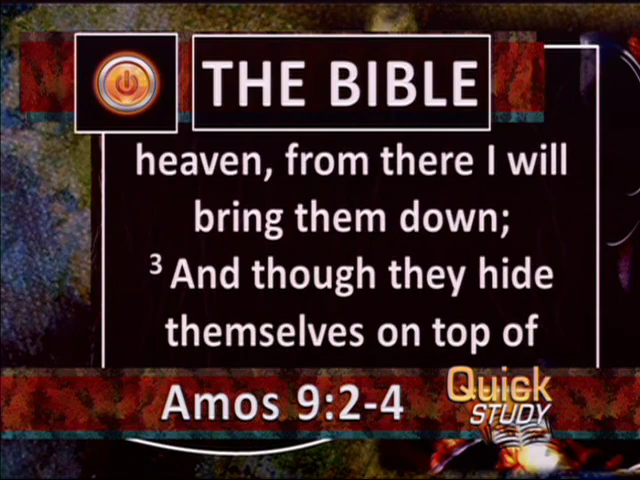 THE BIBLE
heaven, from there I will
bring them down;
³ And though they hide
themselves on top of
Amos 9:2-4
Quick
STUDY